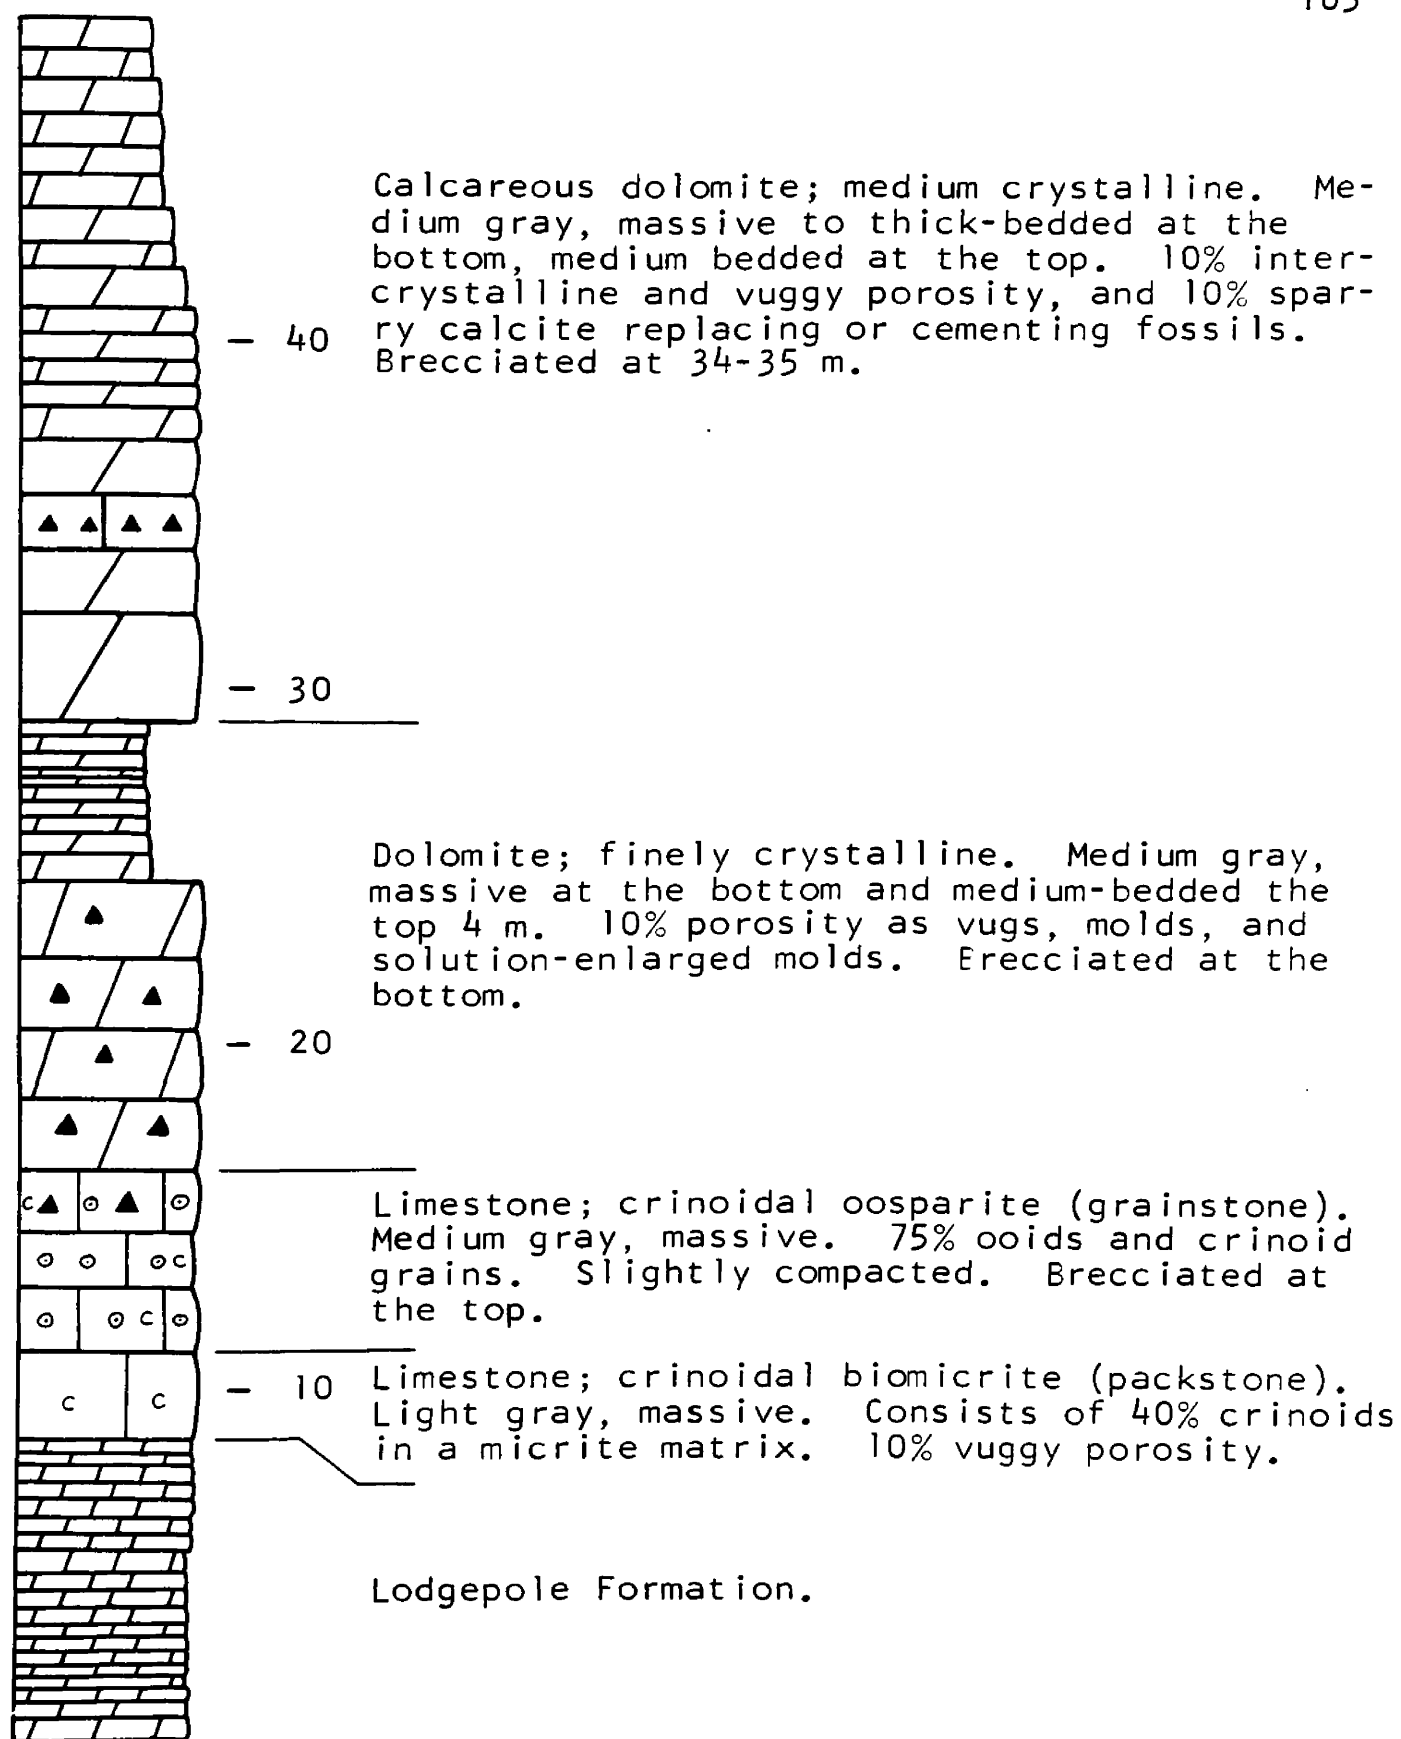 Calcareous dolomite; medium crystalline. Me-
dium gray, massive to thick-bedded at the
bottom, medium bedded at the top. 10% inter-
crystalline and vuggy porosity, and 10% spar-
- 40 ry calcite replacing or cementing fossils.
Brecciated at 34-35 m.
- 30
Dolomite; finely crystalline. Medium gray,
massive at the bottom and medium-bedded the
top 4 m. 10% porosity as vugs, molds, and
solution-enlarged molds. Erecciated at the
bottom.
- 20
c
Limestone; crinoidal oosparite (grainstone).
Medium gray, massive. 75% ooids and crinoid
c
grains. Slightly compacted. Brecciated at
the top.
c
- 10 Limestone; crinoidal biomicrite (packstone).
c c
Light gray, massive. Consists of 40% crinoids
in a micrite matrix. 10% vuggy porosity.
Lodgepole Formation.